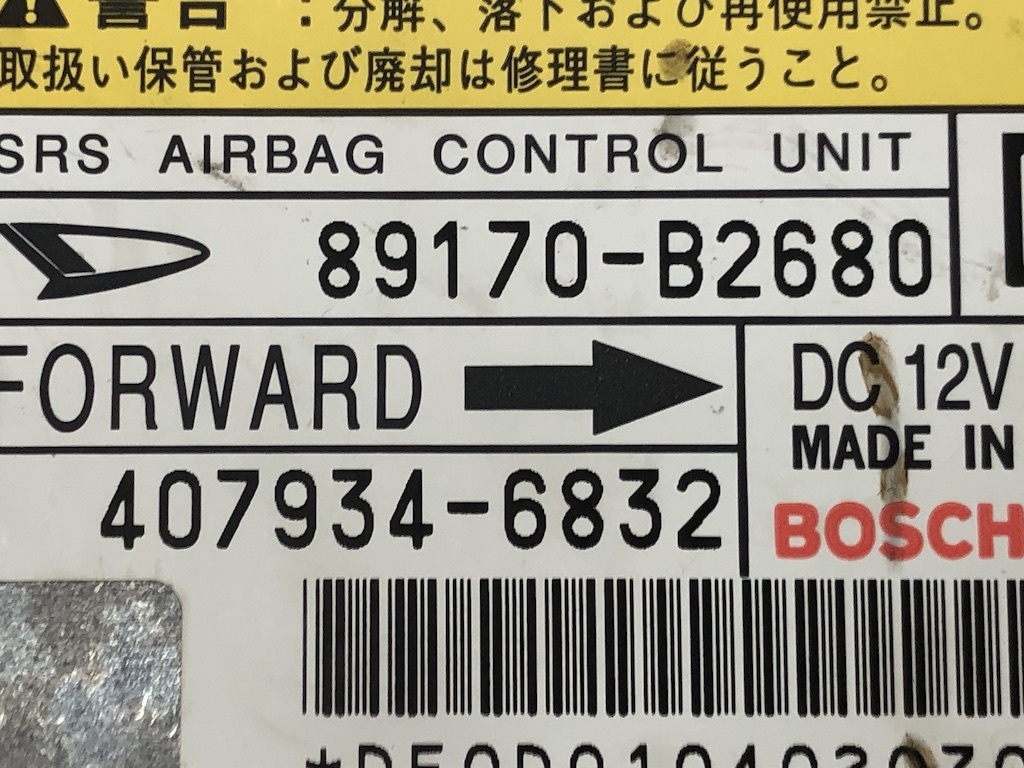 警告 : 分解、落下および再使用禁止。
取扱い保管および廃却は修理書に従うこと。
SRS AIRBAG CONTROL UNIT
89170-B2680
FORWARD
DC 12V
MADE IN
407934-6832
BOSCH